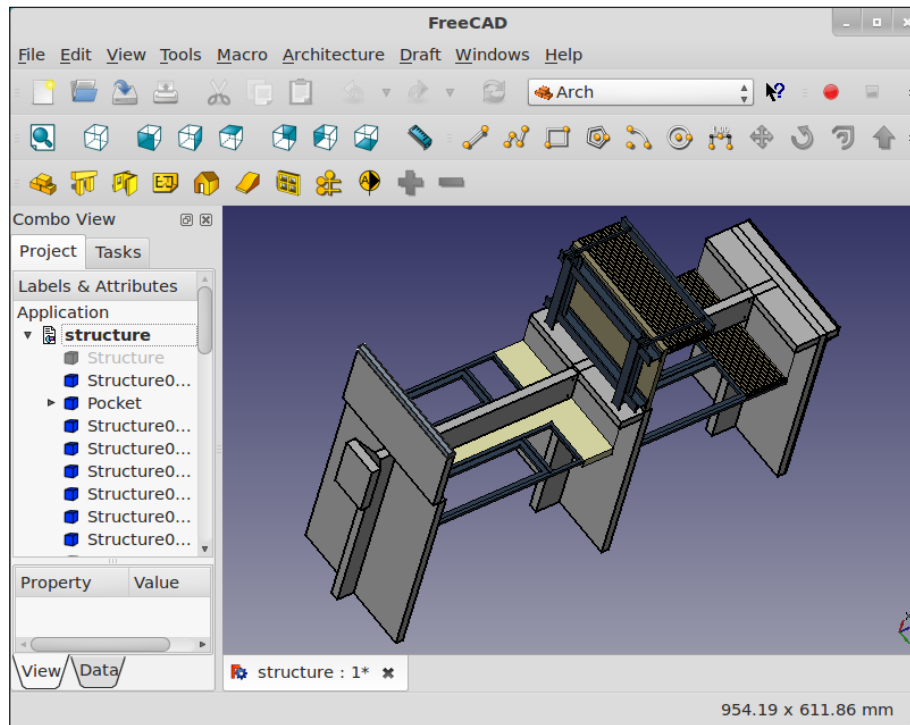 FreeCAD
File Edit View Tools Macro Architecture Draft Windows Help
Arch
Combo View
Project Tasks
Labels & Attributes
Application
structure
Structure
Structure0...
Pocket
Structure0...
Structure0...
Structure0...
Structure0...
Structure0...
Structure0...
Property Value
View Data
structure : 1*
954.19 x 611.86 mm